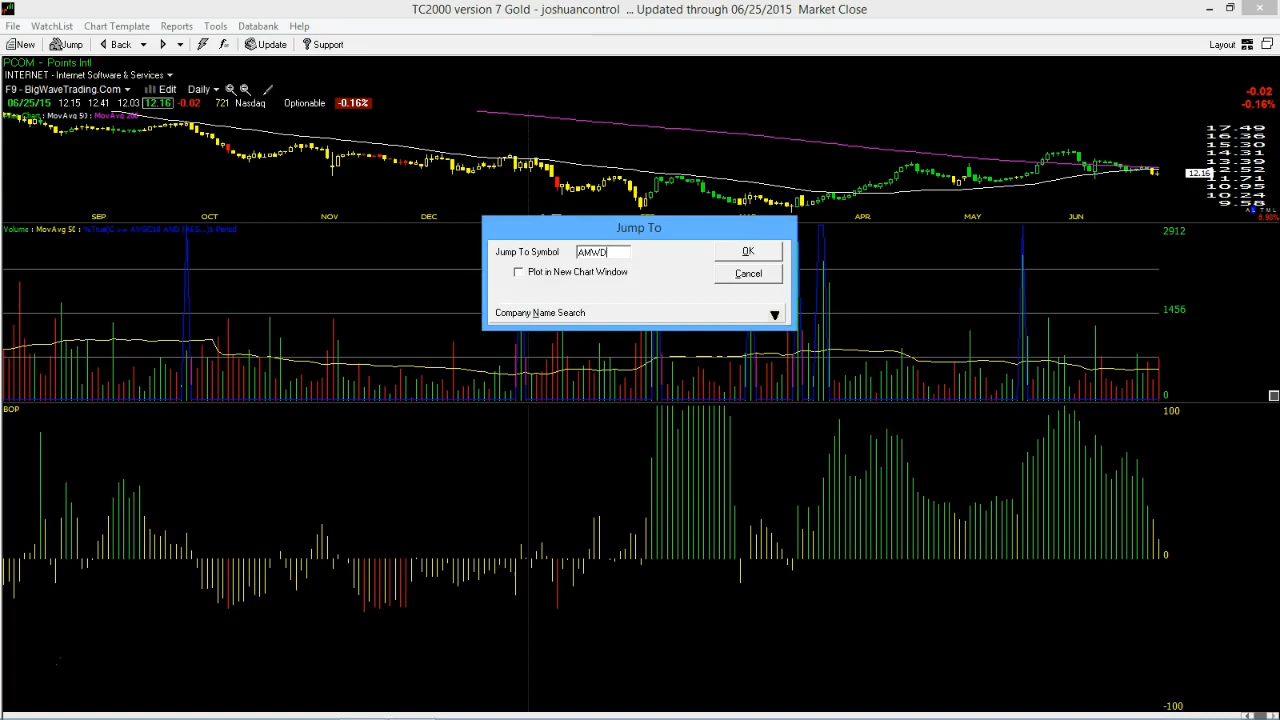 TC2000 version 7 Gold - joshuancontrol ... Updated through 06/25/2015 Market Close
File WatchList Chart Template Reports Tools Databank Help
New Jump Back Update Support Layout
PCOM - Points Intl
INTERNET - Internet Software & Services
F9 - BigWaveTrading.Com Edit Daily
06/25/15 12.15 12.41 12.03 12.16 -0.02 721 Nasdaq Optionable -0.16%
-0.02
-0.16%
MovAvg 50 : MovAvg 200
17.49
15.30
14.31
13.39
12.52
12.16
11.71
10.95
10.24
9.58
SEP OCT NOV DEC APR MAY JUN
Volume : MovAvg 50 :
2912
1456
0
Jump To
Jump To Symbol AMWD OK
Plot in New Chart Window Cancel
Company Name Search
BOP
100
0
-100